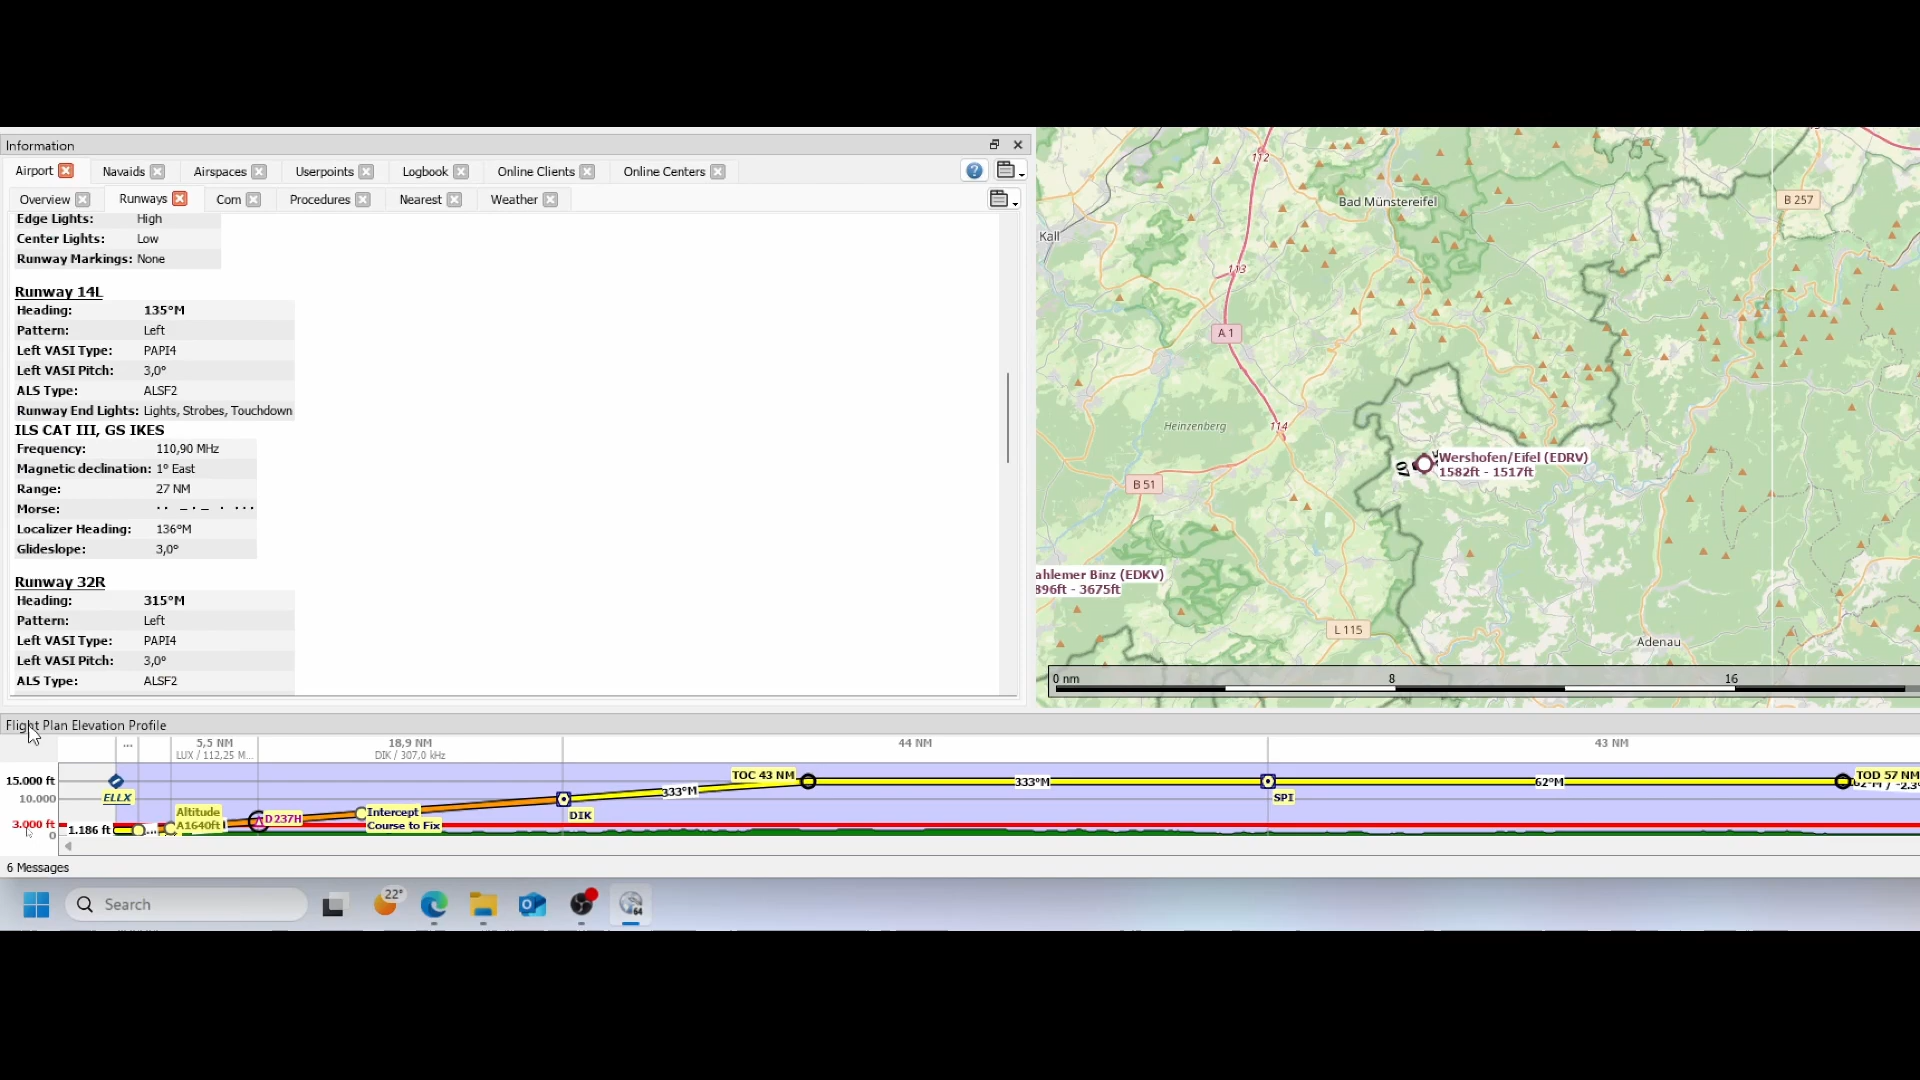 Information
Airport
Navaids
Airspaces
Userpoints
Logbook
Online Clients
Online Centers
Overview
Runways
Com
Procedures
Nearest
Weather
Edge Lights: High
Center Lights: Low
Runway Markings: None
Runway 14L
Heading: 135°M
Pattern: Left
Left VASI Type: PAPI4
Left VASI Pitch: 3,0°
ALS Type: ALSF2
Runway End Lights: Lights, Strobes, Touchdown
ILS CAT III, GS IKES
Frequency: 110,90 MHz
Magnetic declination: 1° East
Range: 27 NM
Morse: ·· –·– · ···
Localizer Heading: 136°M
Glideslope: 3,0°
Runway 32R
Heading: 315°M
Pattern: Left
Left VASI Type: PAPI4
Left VASI Pitch: 3,0°
ALS Type: ALSF2
112
Bad Münstereifel
B 257
Kall
113
A 1
Heinzenberg
114
07
Wershofen/Eifel (EDRV)
1582ft - 1517ft
B 51
ahlemer Binz (EDKV)
896ft - 3675ft
L 115
Adenau
0 nm
8
16
Flight Plan Elevation Profile
...
5,5 NM
LUX / 112,25 M...
18,9 NM
DIK / 307,0 kHz
44 NM
43 NM
15.000 ft
10.000
3.000 ft
0
1.186 ft
ELLX
...
Altitude
A1640ft
D237H
Intercept
Course to Fix
DIK
333°M
TOC 43 NM
333°M
SPI
62°M
TOD 57 NM
6 Messages
Search
22°
64